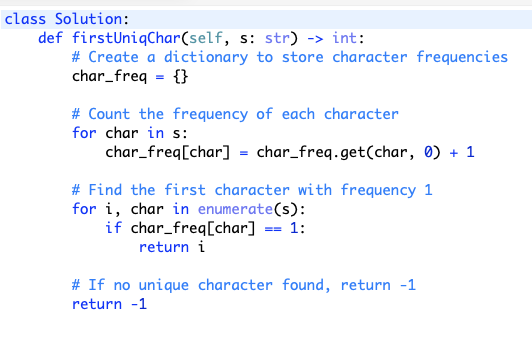 class Solution:
    def firstUniqChar(self, s: str) -> int:
        # Create a dictionary to store character frequencies
        char_freq = {}

        # Count the frequency of each character
        for char in s:
            char_freq[char] = char_freq.get(char, 0) + 1

        # Find the first character with frequency 1
        for i, char in enumerate(s):
            if char_freq[char] == 1:
                return i

        # If no unique character found, return -1
        return -1